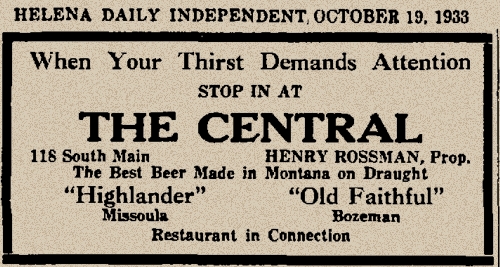 HELENA DAILY INDEPENDENT, OCTOBER 19, 1933
When Your Thirst Demands Attention
STOP IN AT
THE CENTRAL
118 South Main HENRY ROSSMAN, Prop.
The Best Beer Made in Montana on Draught
"Highlander" "Old Faithful"
Missoula Bozeman
Restaurant in Connection